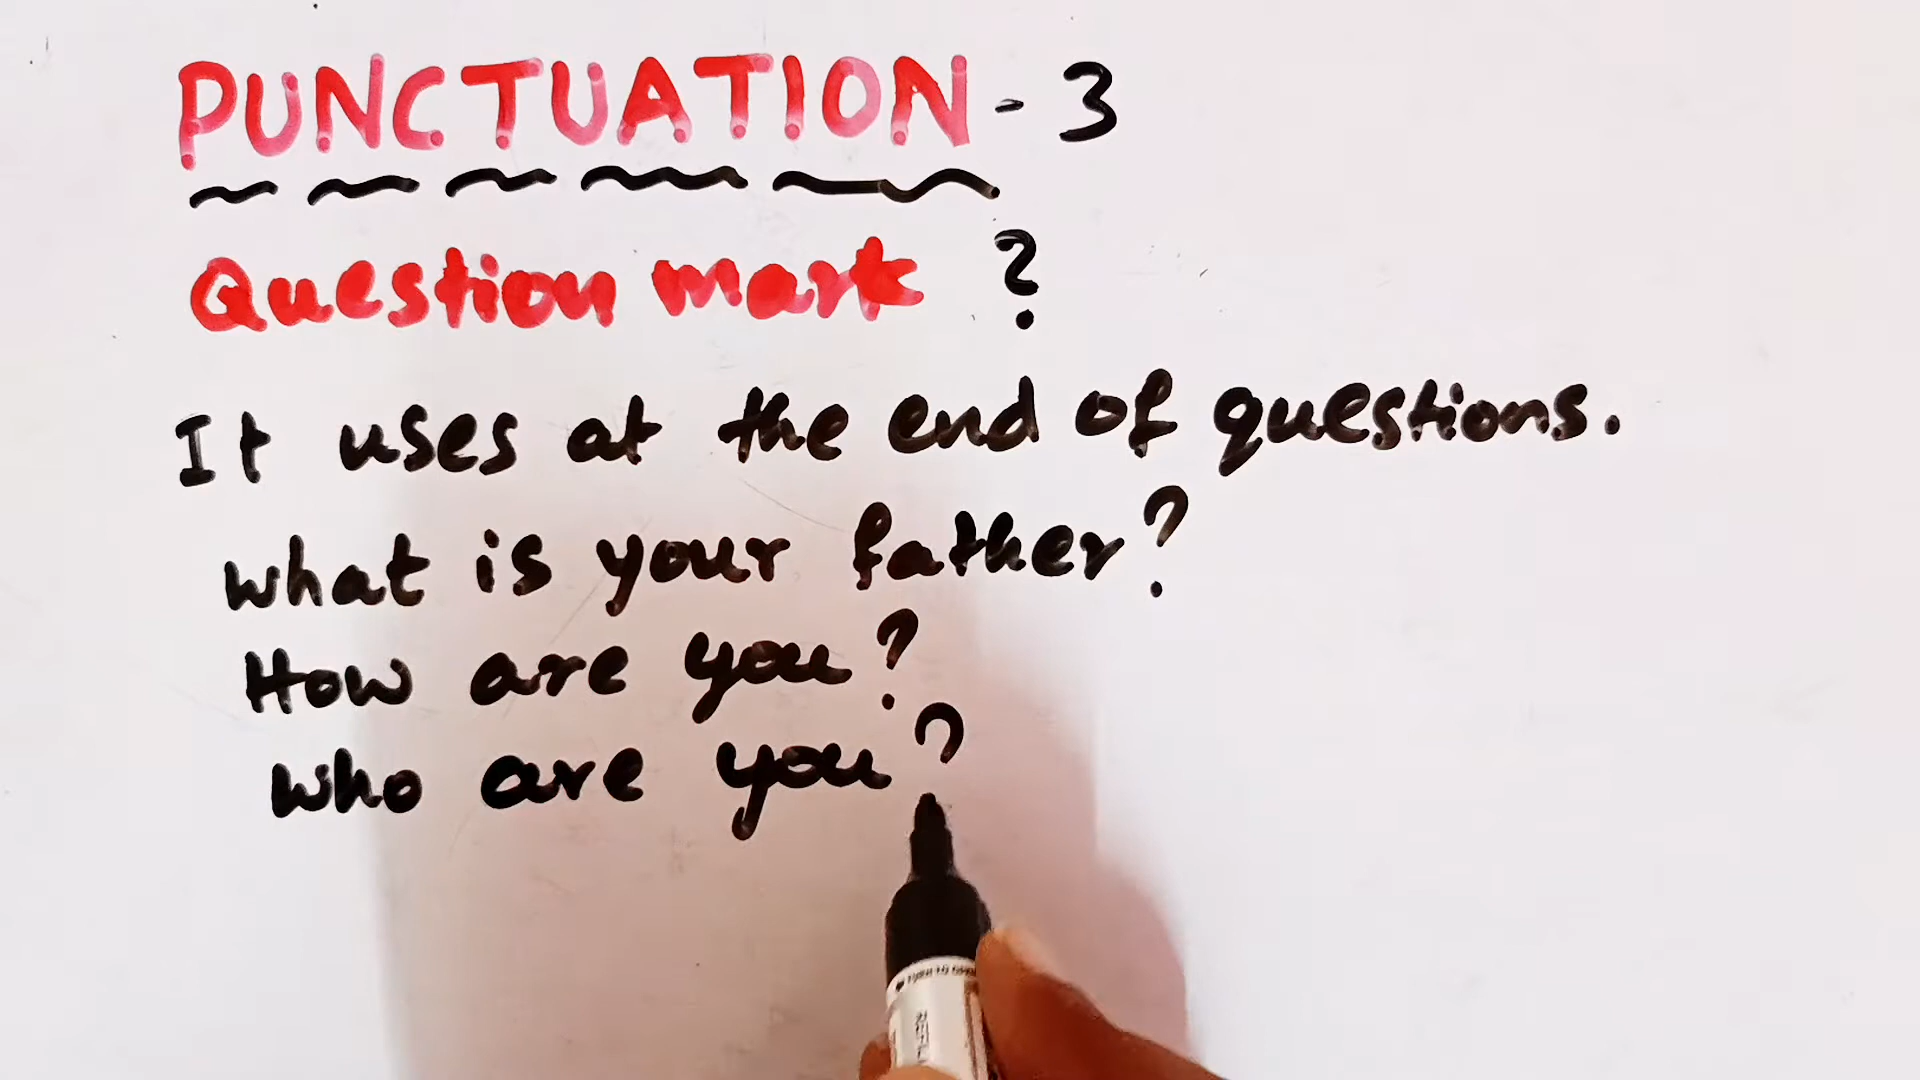 PUNCTUATION - 3
Question mark ?
It uses at the end of questions.
what is your father?
How are you?
who are you?